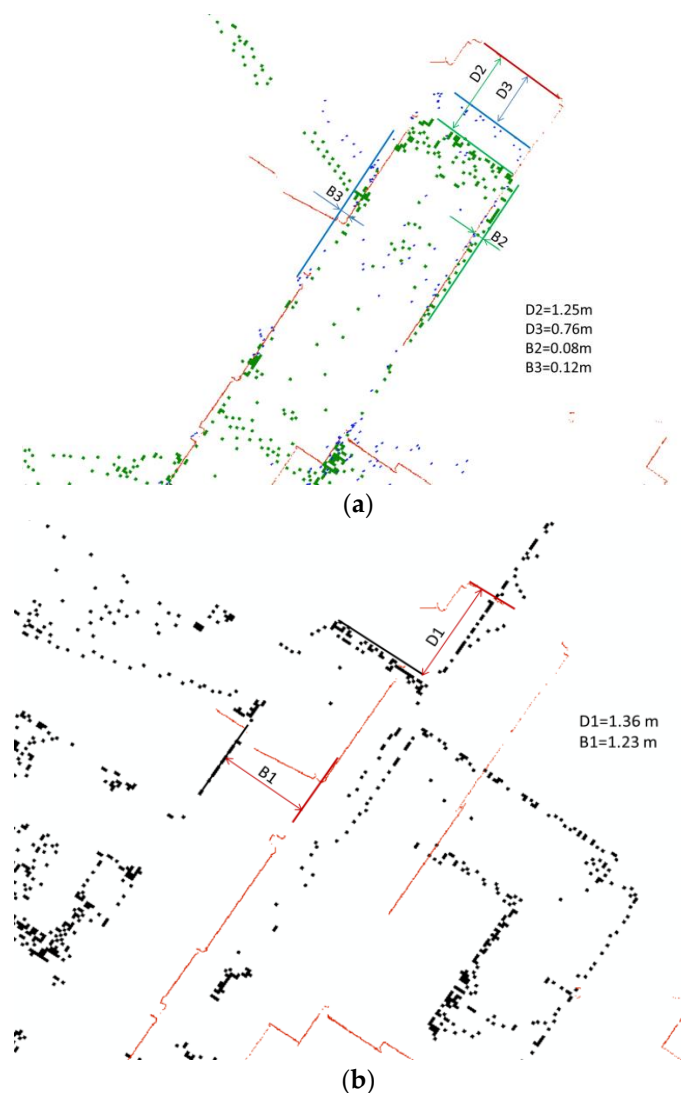 D2
D3
B3
B2
D2=1.25m
D3=0.76m
B2=0.08m
B3=0.12m
(a)
D1
D1=1.36 m
B1=1.23 m
B1
(b)